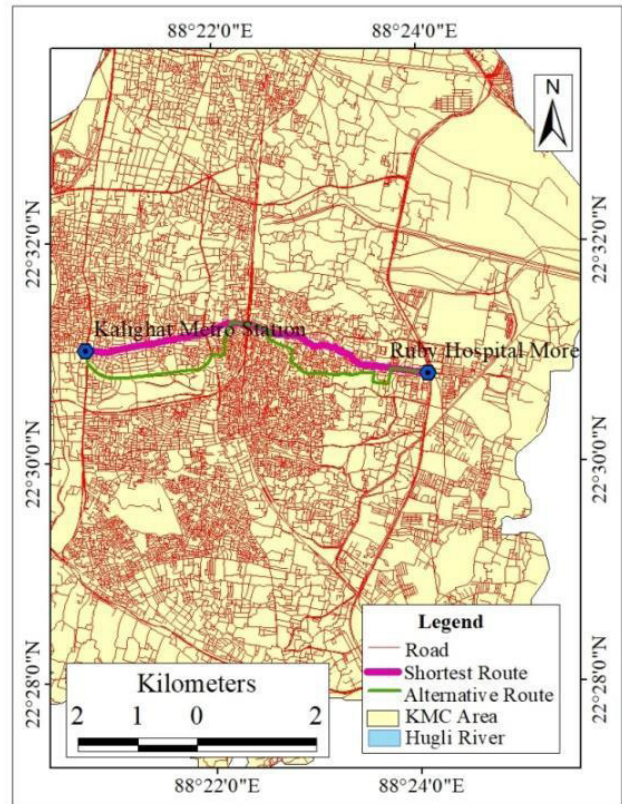 88°22'0"E 88°24'0"E
N
22°32'0"N 22°32'0"N
Kalighat Metro Station
Ruby Hospital More
22°30'0"N 22°30'0"N
Legend
Road
Shortest Route
Alternative Route
KMC Area
Hugli River
Kilometers
2 1 0 2
22°28'0"N 22°28'0"N
88°22'0"E 88°24'0"E